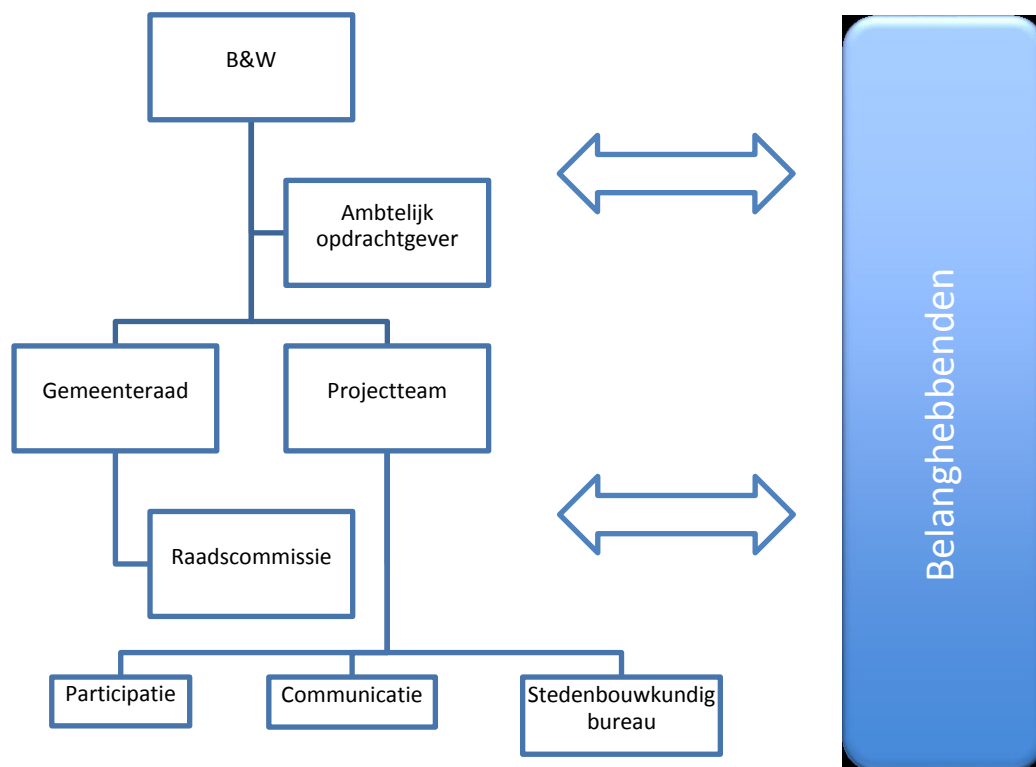 B&W
Ambtelijk
opdrachtgever
Gemeenteraad
Projectteam
Raadscommissie
Participatie
Communicatie
Stedenbouwkundig
bureau
Belanghebbenden